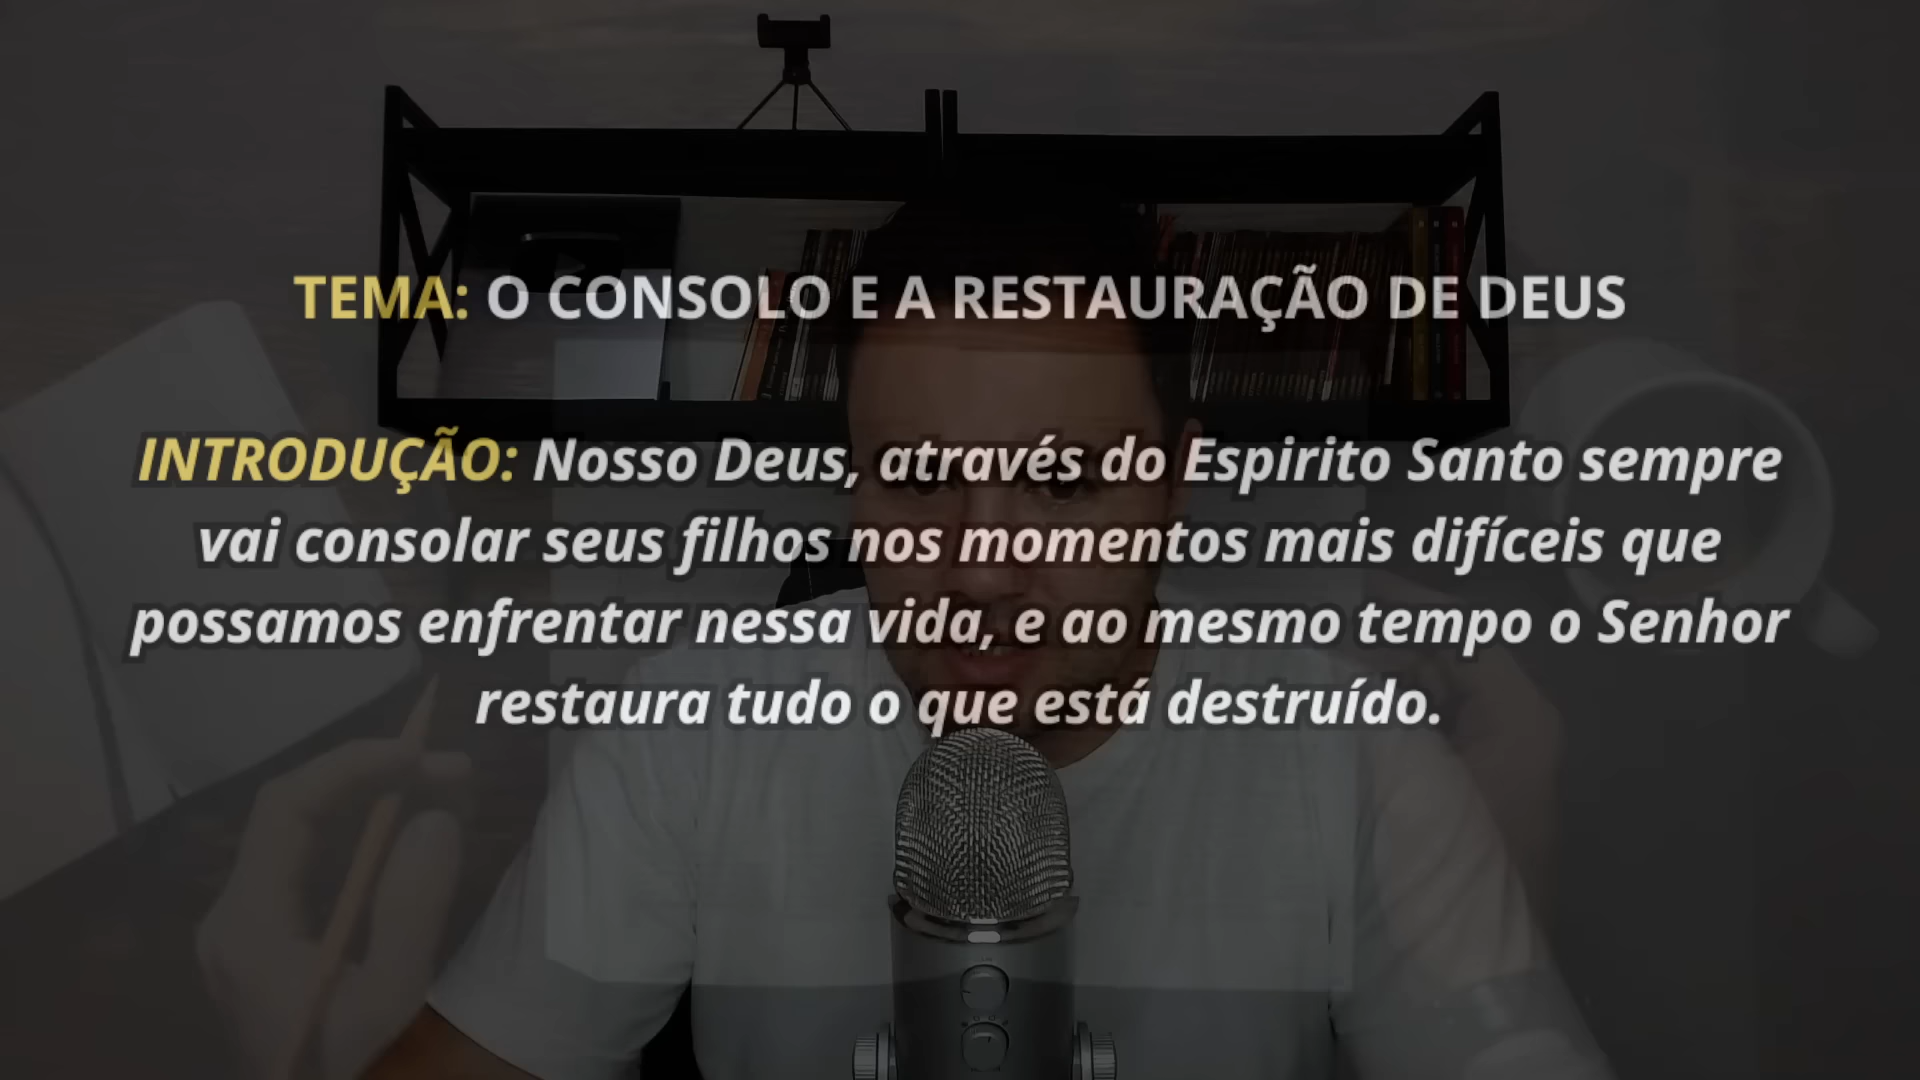 TEMA: O CONSOLO E A RESTAURAÇÃO DE DEUS
INTRODUÇÃO: Nosso Deus, através do Espirito Santo sempre
vai consolar seus filhos nos momentos mais difíceis que
possamos enfrentar nessa vida, e ao mesmo tempo o Senhor
restaura tudo o que está destruído.